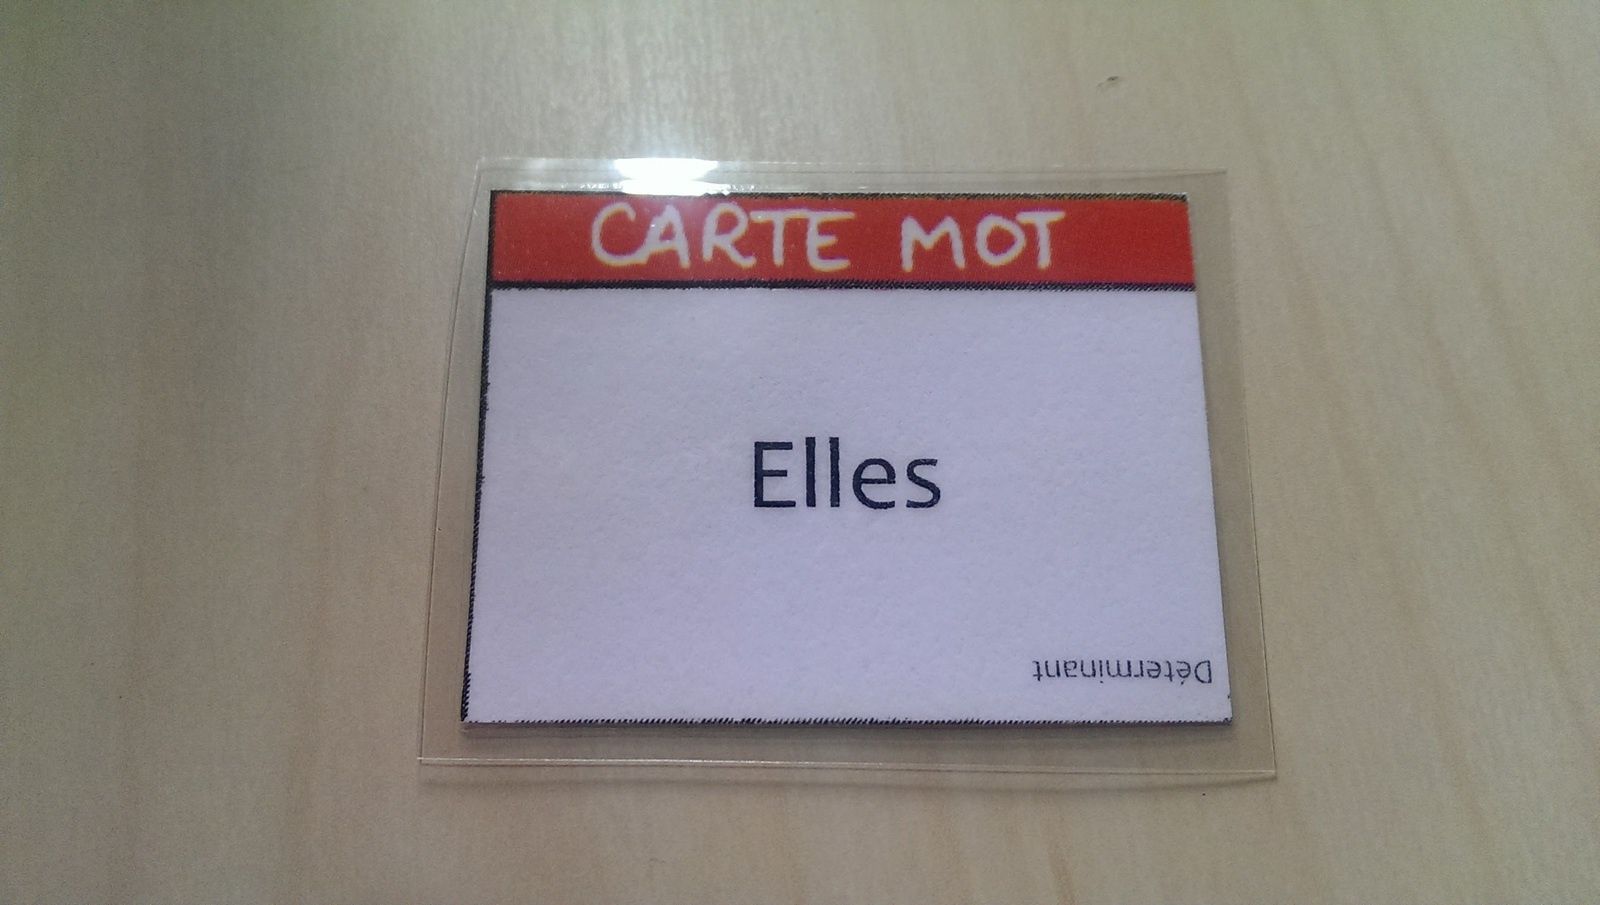 CARTE MOT
Elles
Déterminant